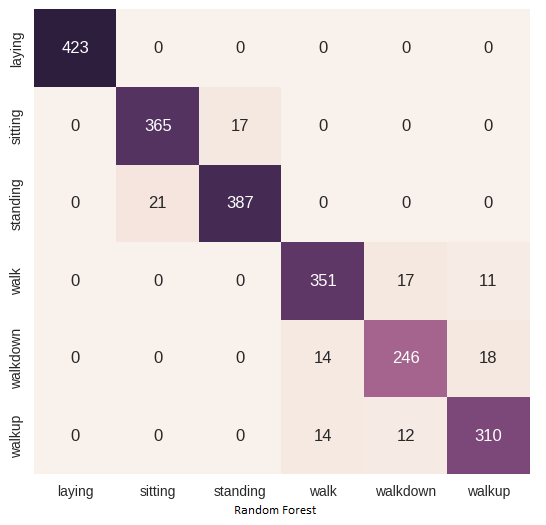 laying 423 0 0 0 0 0
sitting 0 365 17 0 0 0
standing 0 21 387 0 0 0
walk 0 0 0 351 17 11
walkdown 0 0 0 14 246 18
walkup 0 0 0 14 12 310
laying sitting standing walk walkdown walkup
Random Forest